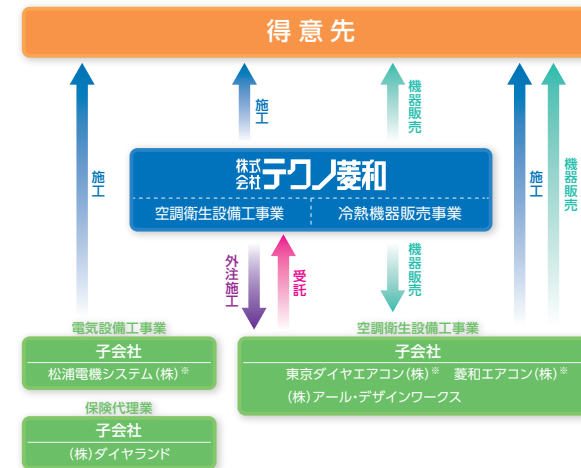 得意先
施工
施工
機器販売
施工
機器販売
株式会社テクノ菱和
空調衛生設備工事業
冷熱機器販売事業
外注施工
受託
機器販売
電気設備工事業
子会社
松浦電機システム(株)※
空調衛生設備工事業
子会社
東京ダイヤエアコン(株)※ 菱和エアコン(株)※
(株)アール・デザインワークス
保険代理業
子会社
(株)ダイヤランド